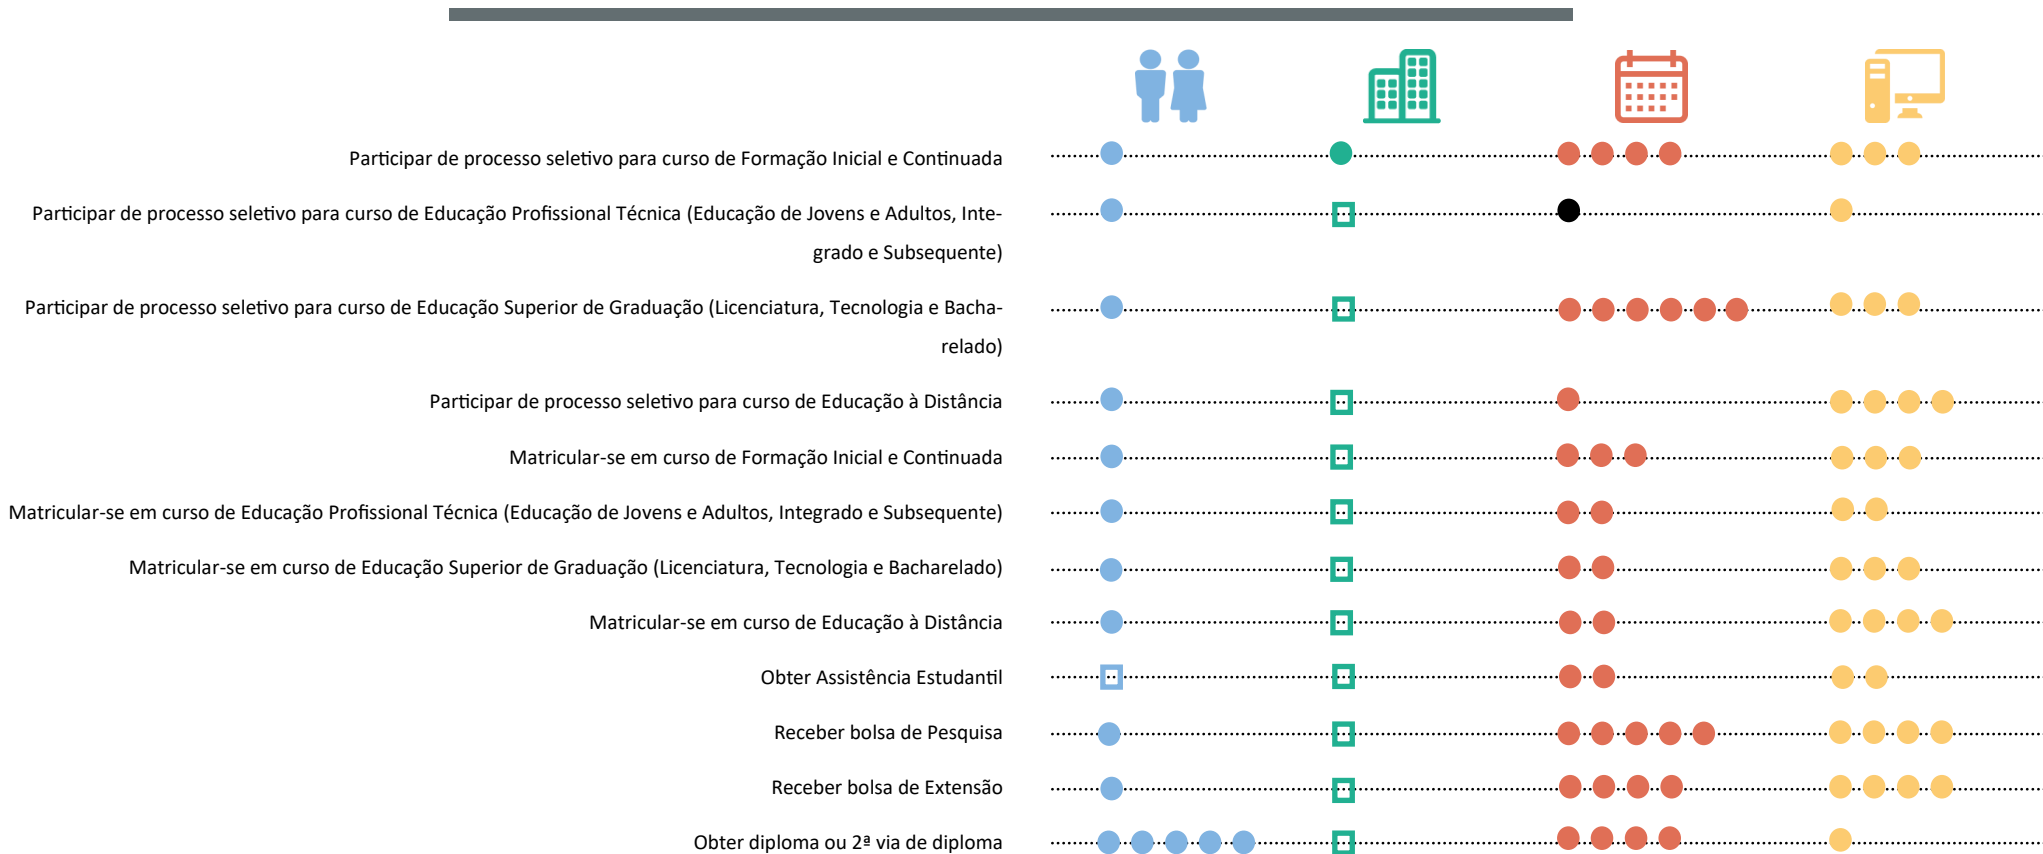 Participar de processo seletivo para curso de Formação Inicial e Continuada
Participar de processo seletivo para curso de Educação Profissional Técnica (Educação de Jovens e Adultos, Inte-
grado e Subsequente)
Participar de processo seletivo para curso de Educação Superior de Graduação (Licenciatura, Tecnologia e Bacha-
relado)
Participar de processo seletivo para curso de Educação à Distância
Matricular-se em curso de Formação Inicial e Continuada
Matricular-se em curso de Educação Profissional Técnica (Educação de Jovens e Adultos, Integrado e Subsequente)
Matricular-se em curso de Educação Superior de Graduação (Licenciatura, Tecnologia e Bacharelado)
Matricular-se em curso de Educação à Distância
Obter Assistência Estudantil
Receber bolsa de Pesquisa
Receber bolsa de Extensão
Obter diploma ou 2ª via de diploma